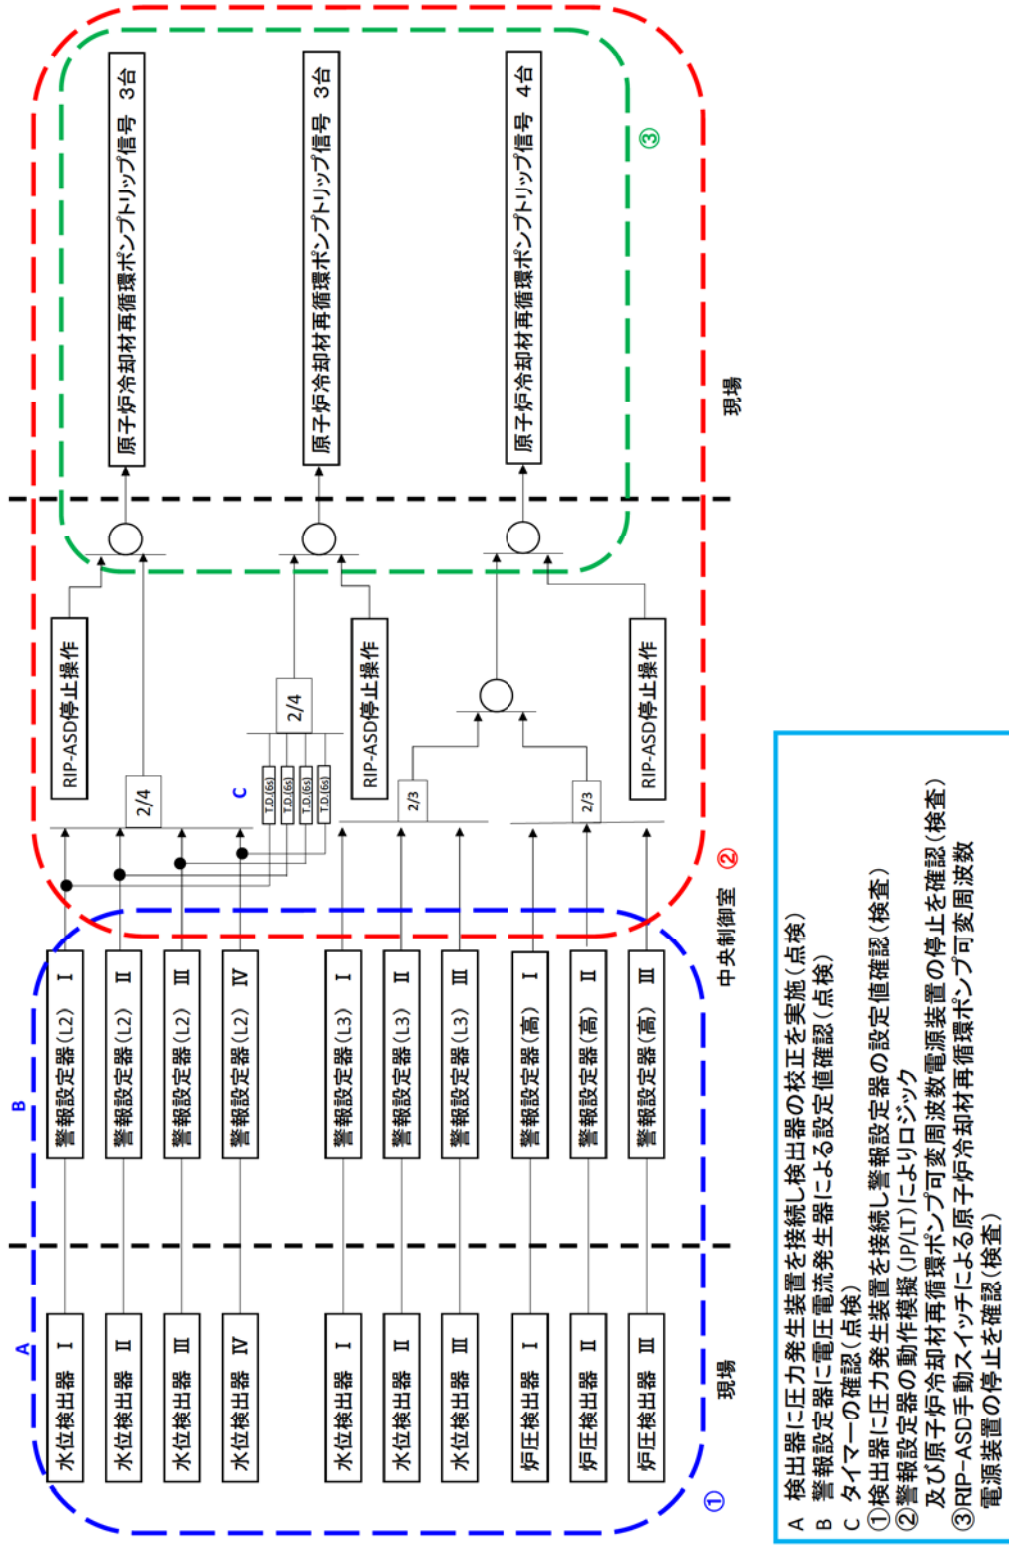 A
B
水位検出器 Ⅰ
警報設定器(L2) Ⅰ
水位検出器 Ⅱ
警報設定器(L2) Ⅱ
水位検出器 Ⅲ
警報設定器(L2) Ⅲ
水位検出器 Ⅳ
警報設定器(L2) Ⅳ
水位検出器 Ⅰ
警報設定器(L3) Ⅰ
水位検出器 Ⅱ
警報設定器(L3) Ⅱ
水位検出器 Ⅲ
警報設定器(L3) Ⅲ
炉圧検出器 Ⅰ
警報設定器(高) Ⅰ
炉圧検出器 Ⅱ
警報設定器(高) Ⅱ
炉圧検出器 Ⅲ
警報設定器(高) Ⅲ
RIP-ASD停止操作
2/4
原子炉冷却材再循環ポンプトリップ信号 3台
C
T.D.(6s)
T.D.(6s)
T.D.(6s)
T.D.(6s)
2/4
原子炉冷却材再循環ポンプトリップ信号 3台
RIP-ASD停止操作
2/3
2/3
原子炉冷却材再循環ポンプトリップ信号 4台
RIP-ASD停止操作
③
①
現場
中央制御室
②
現場
A 検出器に圧力発生装置を接続し検出器の校正を実施(点検)
B 警報設定器に電圧電流発生器による設定値確認(点検)
C タイマーの確認(点検)
①検出器に圧力発生装置を接続し警報設定器の設定値確認(検査)
②警報設定器の動作模擬(JP/LT)によりロジック
及び原子炉冷却材再循環ポンプ可変周波数電源装置の停止を確認(検査)
③RIP-ASD手動スイッチによる原子炉冷却材再循環ポンプ可変周波数
電源装置の停止を確認(検査)